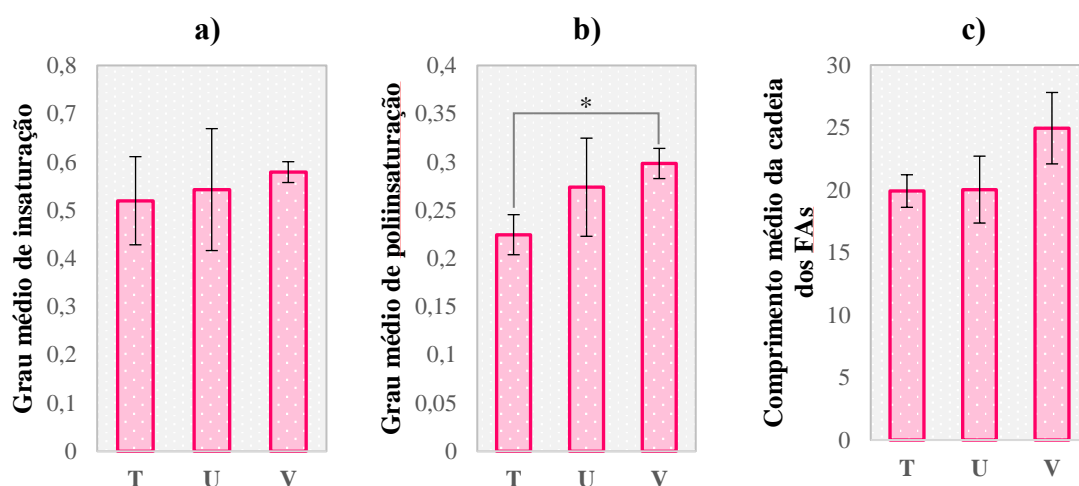 a)
Grau médio de insaturação
0,8
0,7
0,6
0,5
0,4
0,3
0,2
0,1
0
T U V
b)
Grau médio de poliinsaturação
0,4
0,35
0,3
0,25
0,2
0,15
0,1
0,05
0
*
T U V
c)
Comprimento médio da cadeia
dos FAs
30
25
20
15
10
5
0
T U V